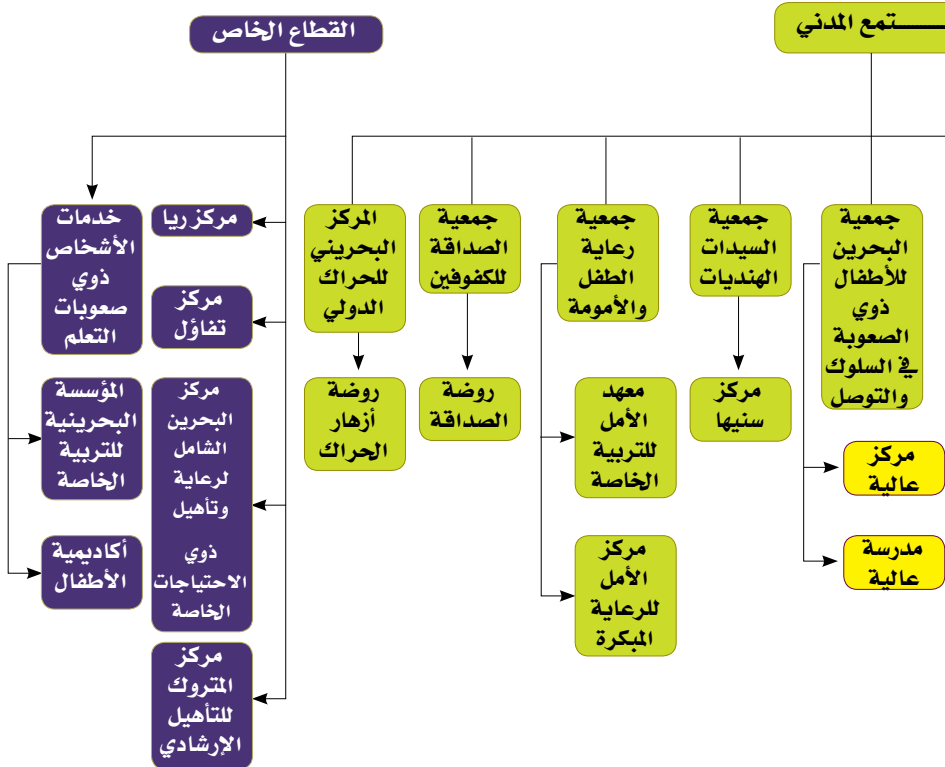 ـــــتمع المدني
القطاع الخاص
جمعية
البحرين
للأطفال
ذوي
الصعوبة
في السلوك
والتوصل
جمعية
السيدات
الهنديات
جمعية
رعاية
الطفل
والأمومة
جمعية
الصداقة
للكفوفين
المركز
البحريني
للحراك
الدولي
مركز ريا
خدمات
الأشخاص
ذوي
صعوبات
التعلم
مركز
تفاؤل
مركز
سنيها
معهد
الأمل
للتربية
الخاصة
روضة
الصداقة
روضة
أزهار
الحراك
مركز
البحرين
الشامل
لرعاية
وتأهيل
ذوي
الاحتياجات
الخاصة
المؤسسة
البحرينية
للتربية
الخاصة
مركز
عالية
مدرسة
عالية
مركز
الأمل
للرعاية
المبكرة
أكاديمية
الأطفال
مركز
المتروك
للتأهيل
الإرشادي